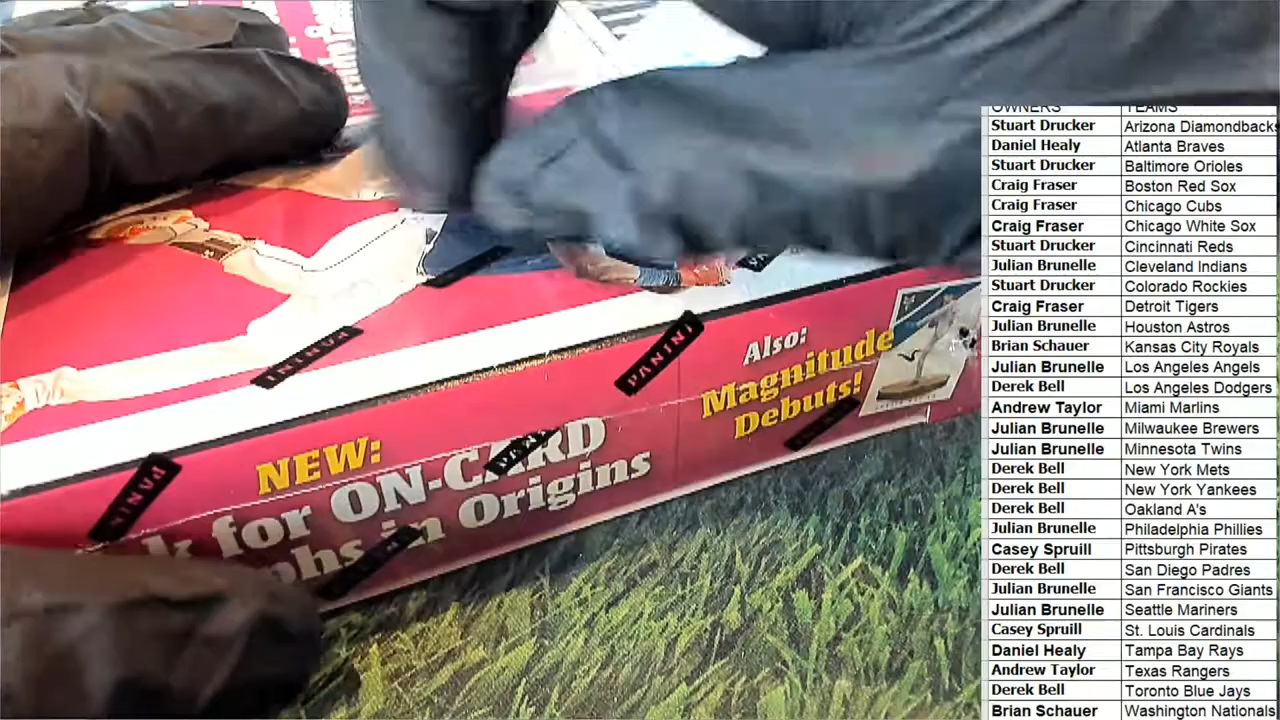 PANINI
PANINI
Also:
Magnitude
Debuts!
NEW:
for ON-CARD
in Origins
PANINI
OWNERS TEAMS
Stuart Drucker Arizona Diamondbacks
Daniel Healy Atlanta Braves
Stuart Drucker Baltimore Orioles
Craig Fraser Boston Red Sox
Craig Fraser Chicago Cubs
Craig Fraser Chicago White Sox
Stuart Drucker Cincinnati Reds
Julian Brunelle Cleveland Indians
Stuart Drucker Colorado Rockies
Craig Fraser Detroit Tigers
Julian Brunelle Houston Astros
Brian Schauer Kansas City Royals
Julian Brunelle Los Angeles Angels
Derek Bell Los Angeles Dodgers
Andrew Taylor Miami Marlins
Julian Brunelle Milwaukee Brewers
Julian Brunelle Minnesota Twins
Derek Bell New York Mets
Derek Bell New York Yankees
Derek Bell Oakland A's
Julian Brunelle Philadelphia Phillies
Casey Spruill Pittsburgh Pirates
Derek Bell San Diego Padres
Julian Brunelle San Francisco Giants
Julian Brunelle Seattle Mariners
Casey Spruill St. Louis Cardinals
Daniel Healy Tampa Bay Rays
Andrew Taylor Texas Rangers
Derek Bell Toronto Blue Jays
Brian Schauer Washington Nationals